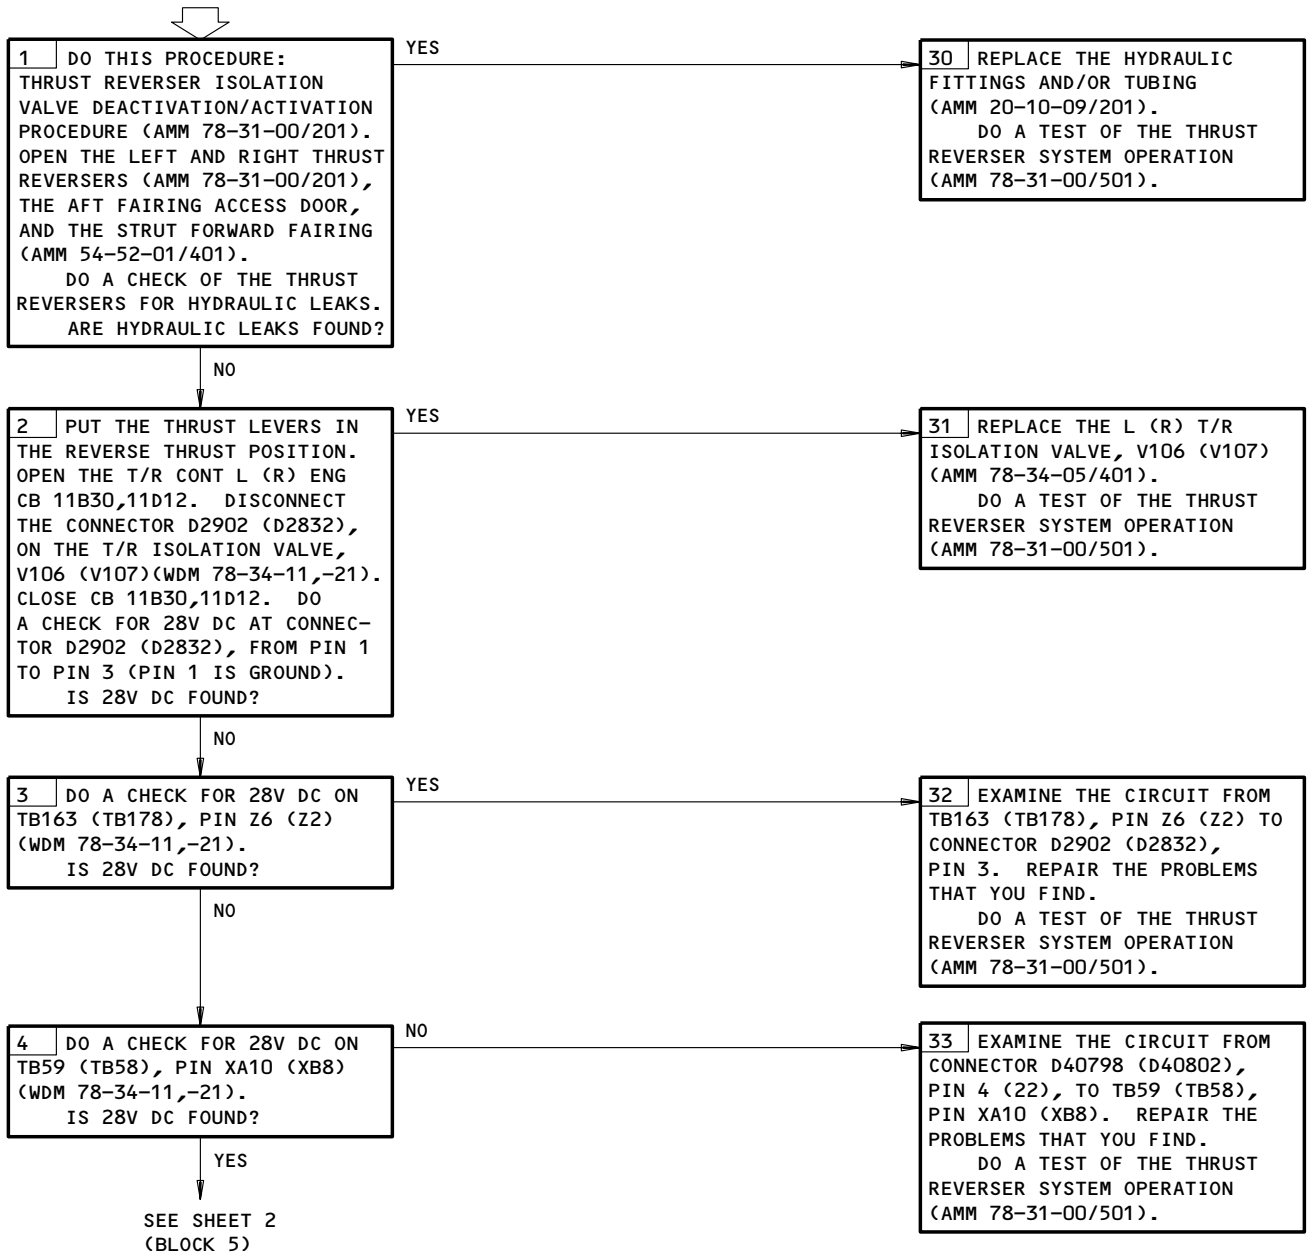 1 DO THIS PROCEDURE:
THRUST REVERSER ISOLATION
VALVE DEACTIVATION/ACTIVATION
PROCEDURE (AMM 78-31-00/201).
OPEN THE LEFT AND RIGHT THRUST
REVERSERS (AMM 78-31-00/201),
THE AFT FAIRING ACCESS DOOR,
AND THE STRUT FORWARD FAIRING
(AMM 54-52-01/401).
DO A CHECK OF THE THRUST
REVERSERS FOR HYDRAULIC LEAKS.
ARE HYDRAULIC LEAKS FOUND?
YES
30 REPLACE THE HYDRAULIC
FITTINGS AND/OR TUBING
(AMM 20-10-09/201).
DO A TEST OF THE THRUST
REVERSER SYSTEM OPERATION
(AMM 78-31-00/501).
NO
2 PUT THE THRUST LEVERS IN
THE REVERSE THRUST POSITION.
OPEN THE T/R CONT L (R) ENG
CB 11B30,11D12. DISCONNECT
THE CONNECTOR D2902 (D2832),
ON THE T/R ISOLATION VALVE,
V106 (V107)(WDM 78-34-11,-21).
CLOSE CB 11B30,11D12. DO
A CHECK FOR 28V DC AT CONNEC-
TOR D2902 (D2832), FROM PIN 1
TO PIN 3 (PIN 1 IS GROUND).
IS 28V DC FOUND?
YES
31 REPLACE THE L (R) T/R
ISOLATION VALVE, V106 (V107)
(AMM 78-34-05/401).
DO A TEST OF THE THRUST
REVERSER SYSTEM OPERATION
(AMM 78-31-00/501).
NO
3 DO A CHECK FOR 28V DC ON
TB163 (TB178), PIN Z6 (Z2)
(WDM 78-34-11,-21).
IS 28V DC FOUND?
YES
32 EXAMINE THE CIRCUIT FROM
TB163 (TB178), PIN Z6 (Z2) TO
CONNECTOR D2902 (D2832),
PIN 3. REPAIR THE PROBLEMS
THAT YOU FIND.
DO A TEST OF THE THRUST
REVERSER SYSTEM OPERATION
(AMM 78-31-00/501).
NO
4 DO A CHECK FOR 28V DC ON
TB59 (TB58), PIN XA10 (XB8)
(WDM 78-34-11,-21).
IS 28V DC FOUND?
NO
33 EXAMINE THE CIRCUIT FROM
CONNECTOR D40798 (D40802),
PIN 4 (22), TO TB59 (TB58),
PIN XA10 (XB8). REPAIR THE
PROBLEMS THAT YOU FIND.
DO A TEST OF THE THRUST
REVERSER SYSTEM OPERATION
(AMM 78-31-00/501).
YES
SEE SHEET 2
(BLOCK 5)